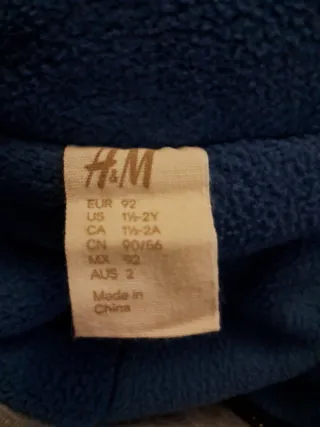 H&M
EUR 92
US 1½-2Y
CA 1½-2A
CN 90/56
MX 92
AUS 2
Made in
China